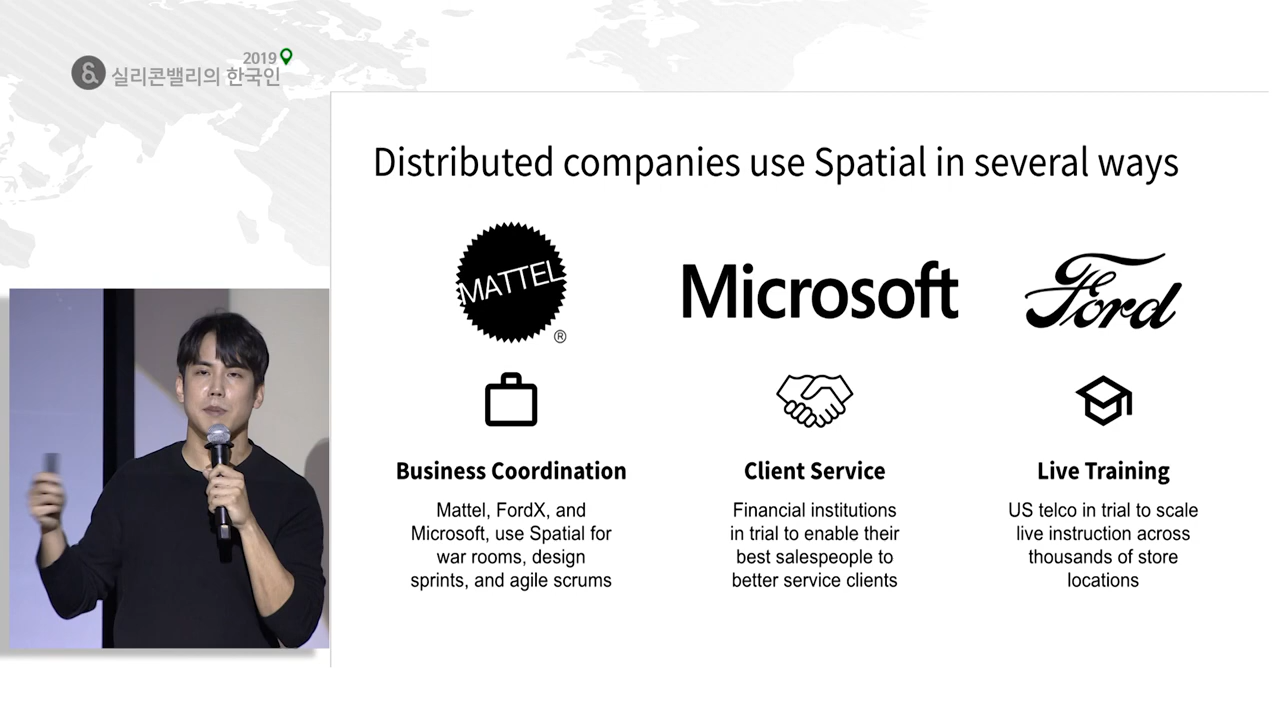 2019
& 실리콘밸리의 한국인
Distributed companies use Spatial in several ways
MATTEL
®
Microsoft
Ford
Business Coordination
Mattel, FordX, and
Microsoft, use Spatial for
war rooms, design
sprints, and agile scrums
Client Service
Financial institutions
in trial to enable their
best salespeople to
better service clients
Live Training
US telco in trial to scale
live instruction across
thousands of store
locations